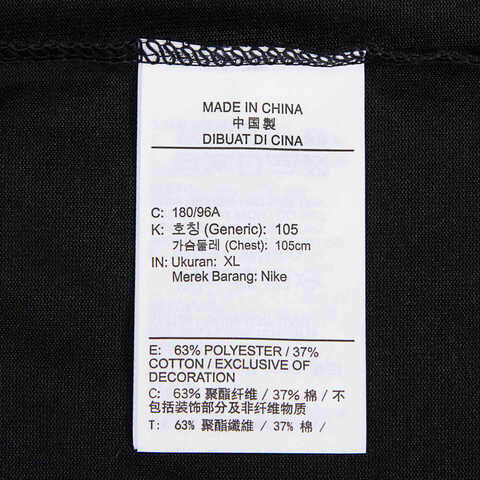 MADE IN CHINA
中国製
DIBUAT DI CINA
C: 180/96A
K: 호칭 (Generic): 105
가슴둘레 (Chest): 105cm
IN: Ukuran: XL
Merek Barang: Nike
E: 63% POLYESTER / 37%
COTTON / EXCLUSIVE OF
DECORATION
C: 63% 聚酯纤维 / 37% 棉 / 不
包括装饰部分及非纤维物质
T: 63% 聚酯纖維 / 37% 棉 /